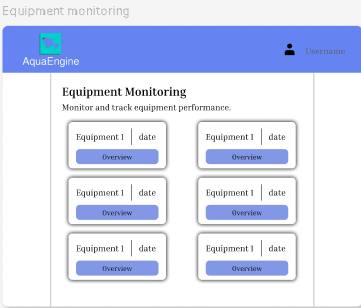 Equipment monitoring
AquaEngine
Username
Equipment Monitoring
Monitor and track equipment performance.
Equipment 1 date
Overview
Equipment 1 date
Overview
Equipment 1 date
Overview
Equipment 1 date
Overview
Equipment 1 date
Overview
Equipment 1 date
Overview